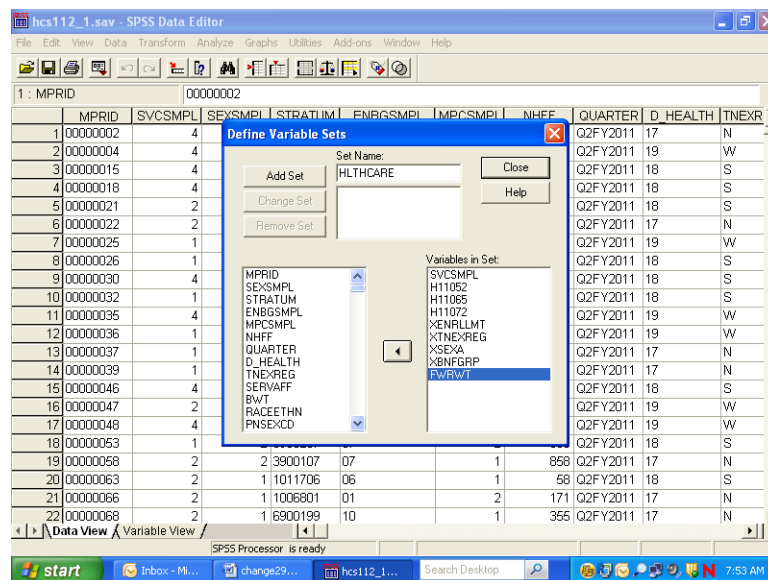 hcs112_1.sav - SPSS Data Editor
File Edit View Data Transform Analyze Graphs Utilities Add-ons Window Help
1 : MPRID 00000002
MPRID SVCSMPL SEXSMPL STRATUM ENBGSMPL MPCSMPL NHFF QUARTER D_HEALTH TNEXR
1 00000002 4 Q2FY2011 17 N
2 00000004 4 Q2FY2011 19 W
3 00000015 4 Q2FY2011 18 S
4 00000018 4 Q2FY2011 18 S
5 00000021 2 Q2FY2011 18 S
6 00000022 2 Q2FY2011 17 N
7 00000025 1 Q2FY2011 19 W
8 00000026 1 Q2FY2011 18 S
9 00000030 4 Q2FY2011 18 S
10 00000032 1 Q2FY2011 18 S
11 00000035 4 Q2FY2011 19 W
12 00000036 1 Q2FY2011 19 W
13 00000037 1 Q2FY2011 17 N
14 00000039 1 Q2FY2011 17 N
15 00000046 4 Q2FY2011 18 S
16 00000047 2 Q2FY2011 19 W
17 00000048 4 Q2FY2011 19 W
18 00000053 1 Q2FY2011 18 S
19 00000058 2 2 3900107 07 1 858 Q2FY2011 17 N
20 00000063 2 1 1011706 06 1 58 Q2FY2011 18 S
21 00000066 2 1 1006801 01 2 171 Q2FY2011 17 N
22 00000068 2 1 6900199 10 1 355 Q2FY2011 17 N
Define Variable Sets
Set Name:
Add Set HLTHCARE Close
Change Set Help
Remove Set
Variables in Set:
MPRID
SEXSMPL
STRATUM
ENBGSMPL
MPCSMPL
NHFF
QUARTER
D_HEALTH
TNEXREG
SERVAFF
BWT
RACEETHN
PNSEXCD
SVCSMPL
H11052
H11065
H11072
XENRLLMT
XTNEXREG
XSEXA
XBNFGRP
FWRWT
Data View Variable View
SPSS Processor is ready
start Inbox - Mi... change29... hcs112_1.... Search Desktop 7:53 AM